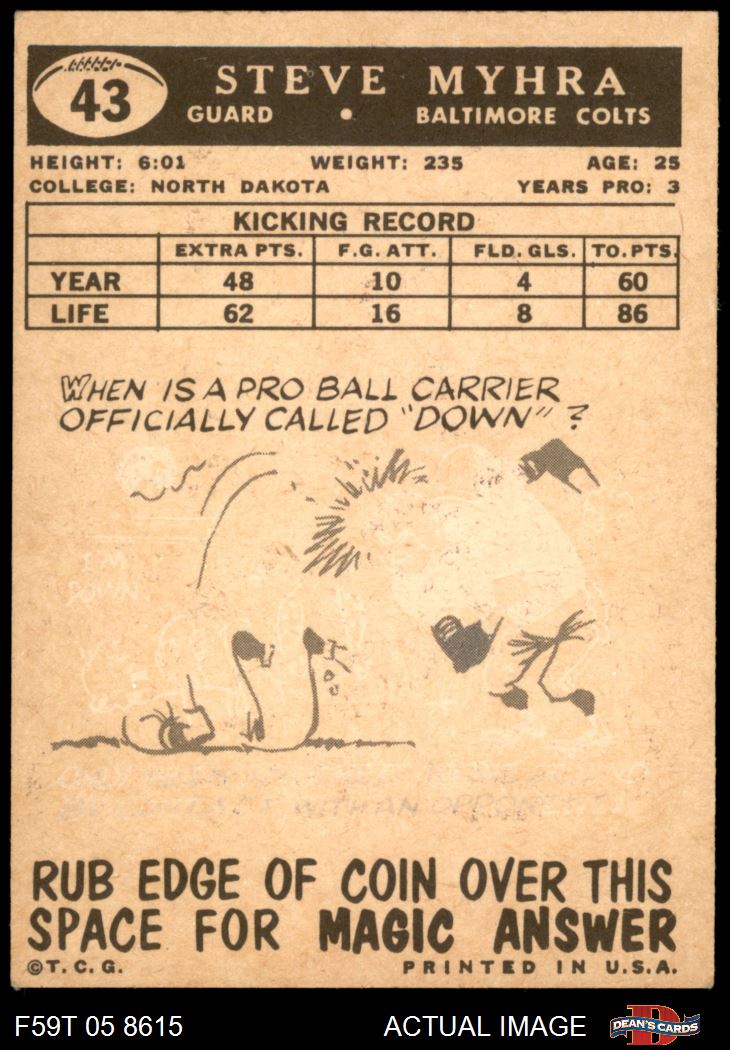 43
STEVE MYHRA
GUARD • BALTIMORE COLTS
HEIGHT: 6:01 WEIGHT: 235 AGE: 25
COLLEGE: NORTH DAKOTA YEARS PRO: 3
KICKING RECORD
EXTRA PTS. F.G. ATT. FLD. GLS. TO. PTS.
YEAR 48 10 4 60
LIFE 62 16 8 86
WHEN IS A PRO BALL CARRIER
OFFICIALLY CALLED "DOWN"?
I'M
DOWN
WITH AN
RUB EDGE OF COIN OVER THIS
SPACE FOR MAGIC ANSWER
©T.C.G. PRINTED IN U.S.A.
F59T 05 8615 ACTUAL IMAGE DEAN'S CARDS